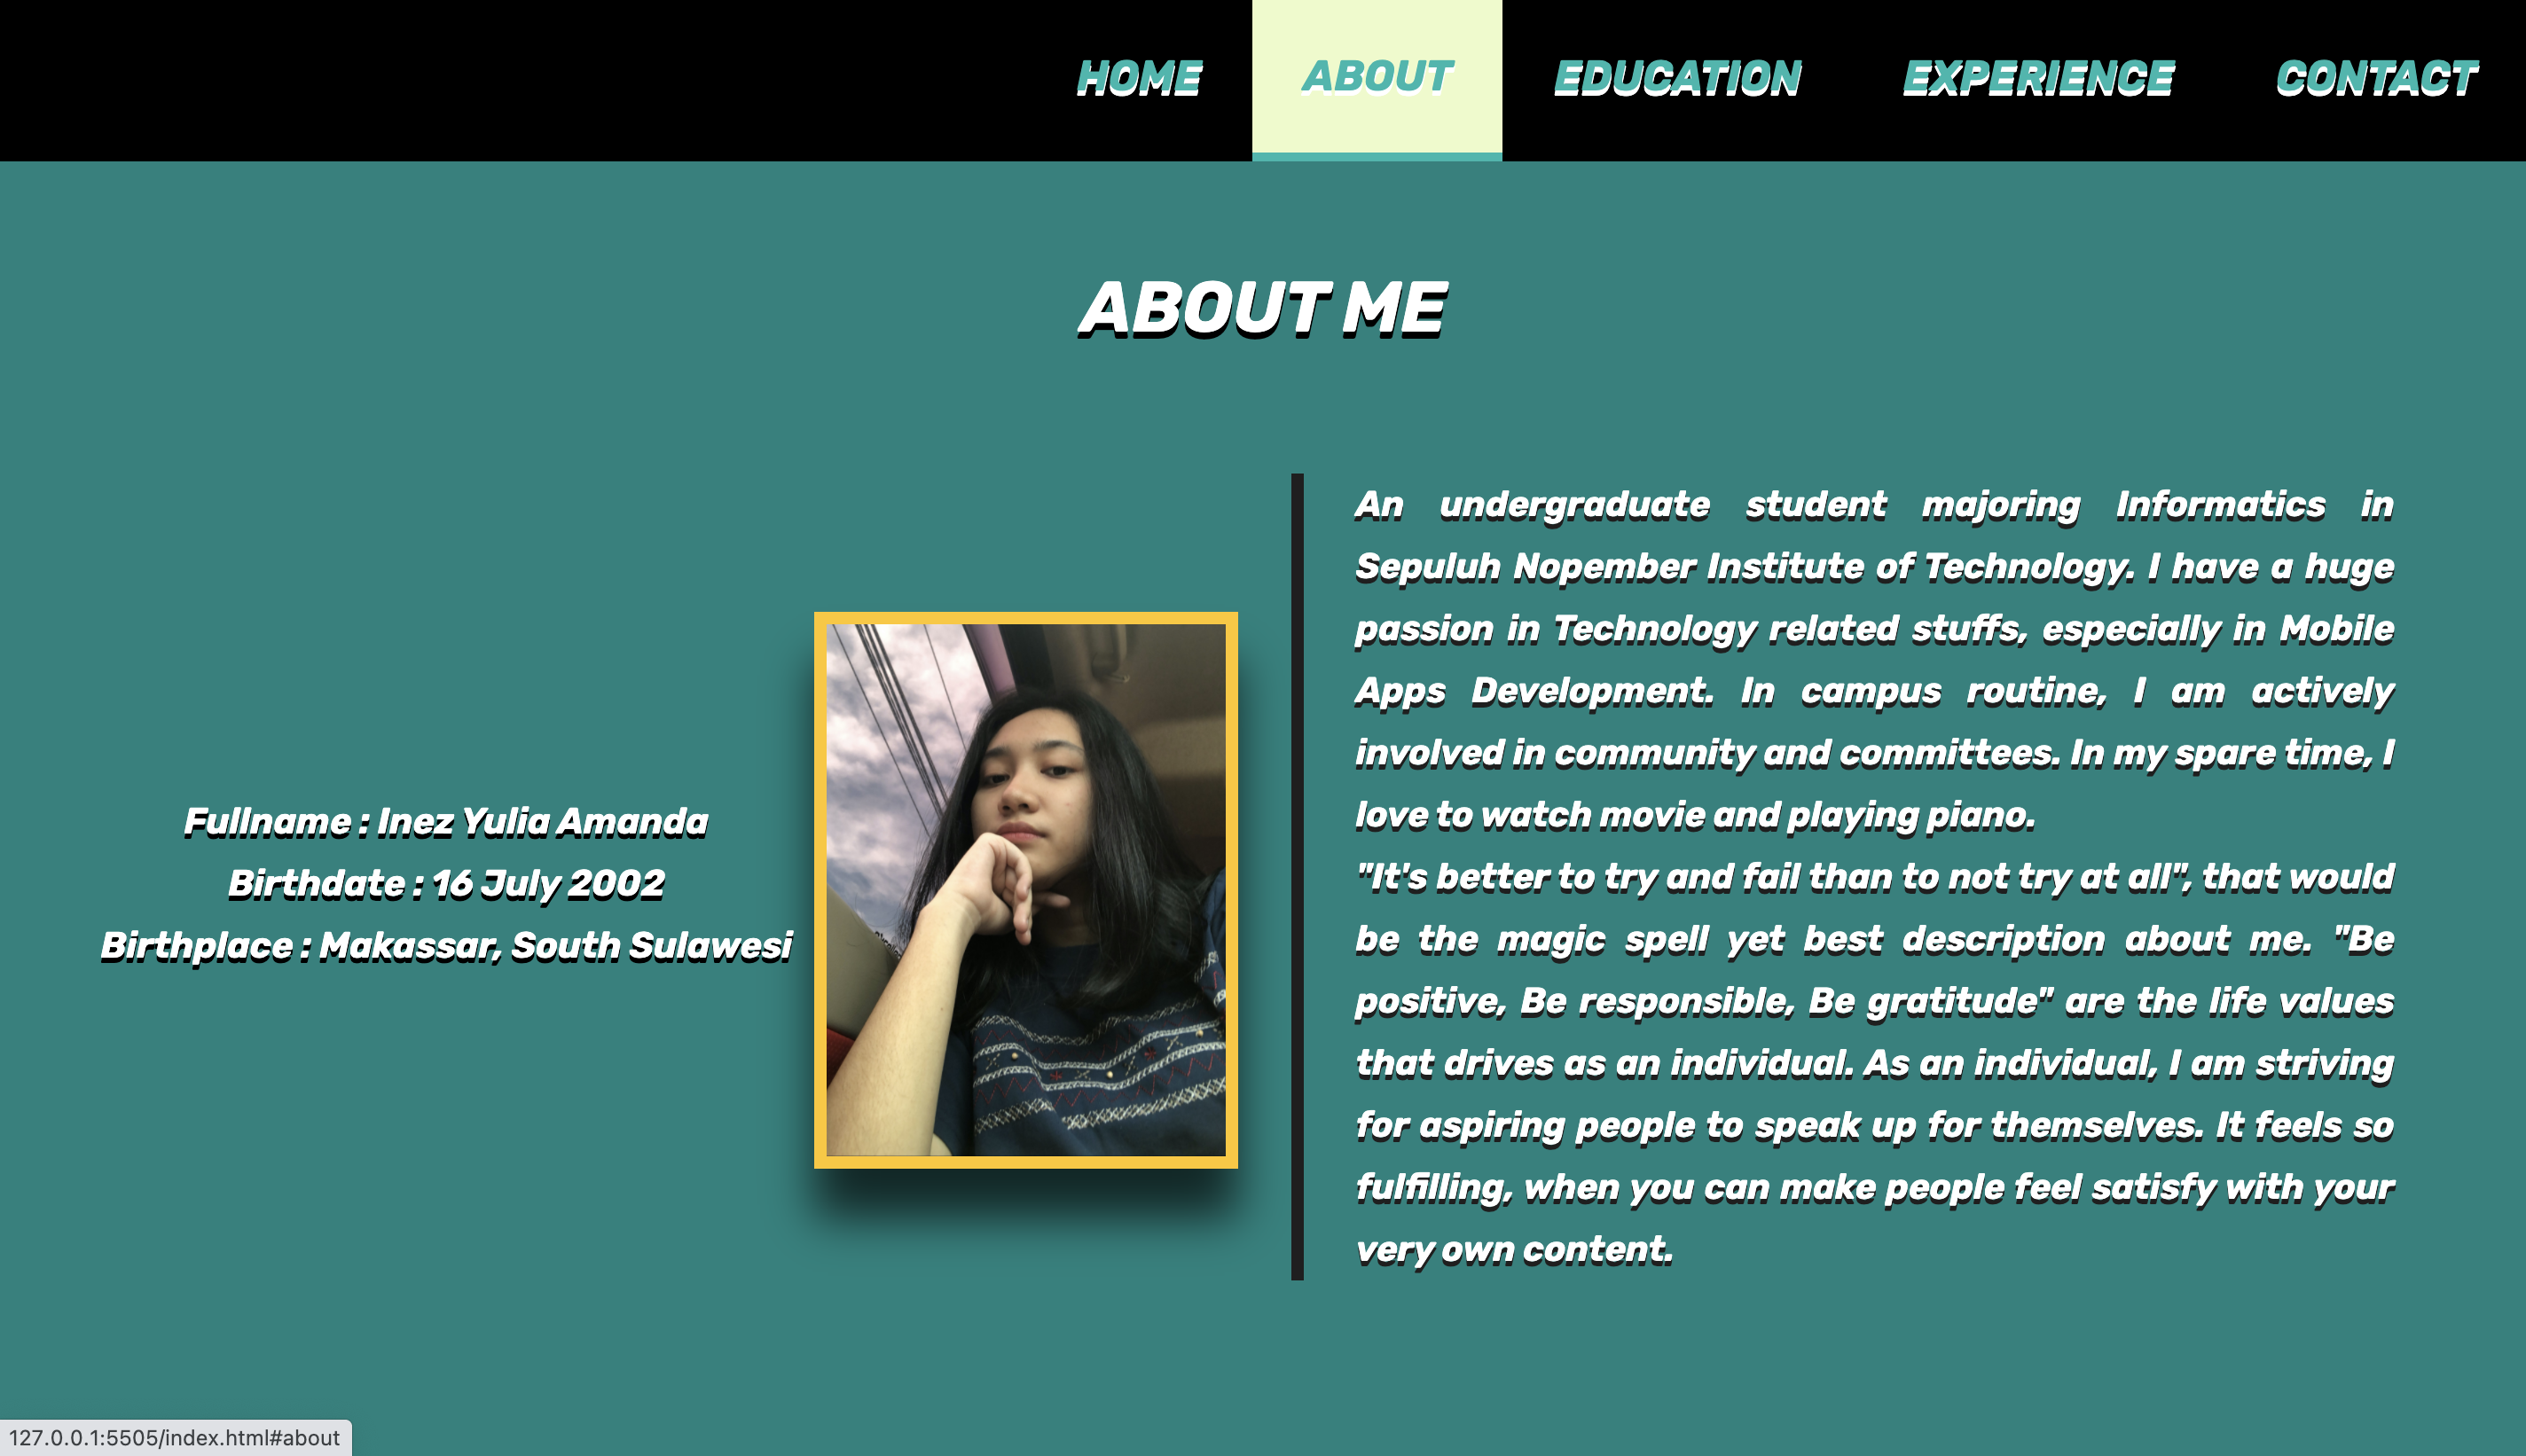 HOME
ABOUT
EDUCATION
EXPERIENCE
CONTACT
ABOUT ME
Fullname : Inez Yulia Amanda
Birthdate : 16 July 2002
Birthplace : Makassar, South Sulawesi
An undergraduate student majoring Informatics in
Sepuluh Nopember Institute of Technology. I have a huge
passion in Technology related stuffs, especially in Mobile
Apps Development. In campus routine, I am actively
involved in community and committees. In my spare time, I
love to watch movie and playing piano.
"It's better to try and fail than to not try at all", that would
be the magic spell yet best description about me. "Be
positive, Be responsible, Be gratitude" are the life values
that drives as an individual. As an individual, I am striving
for aspiring people to speak up for themselves. It feels so
fulfilling, when you can make people feel satisfy with your
very own content.
127.0.0.1:5505/index.html#about